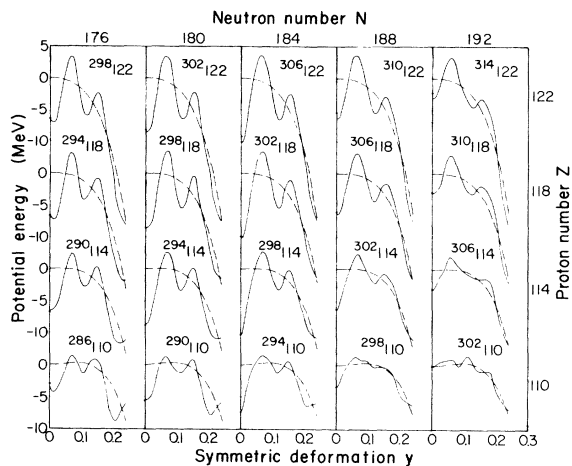 Neutron number N
176 180 184 188 192
5
0 298122 302122 306122 310122 314122
-5 122
-10
0 294118 298118 302118 306118 310118
-5 118
-10
0 290114 294114 298114 302114 306114
-5 114
-10
0 286110 290110 294110 298110 302110
-5 110
-10
0 0.1 0.2 0 0.1 0.2 0 0.1 0.2 0 0.1 0.2 0 0.1 0.2 0.3
Symmetric deformation y
Potential energy (MeV)
Proton number Z